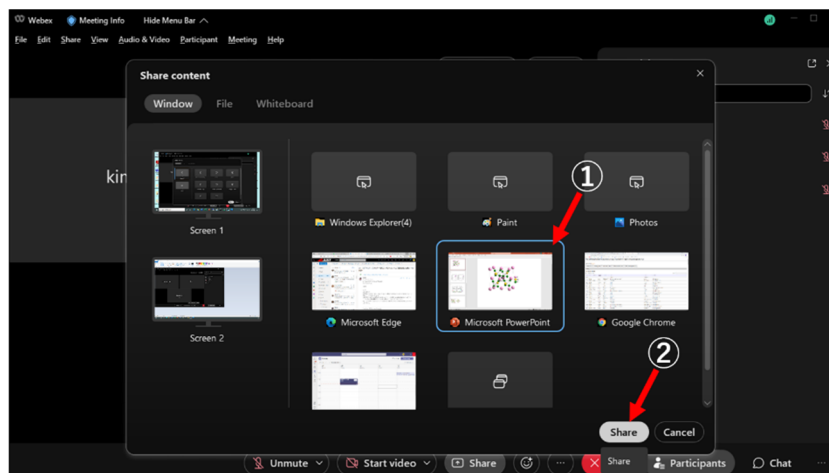 Webex Meeting Info Hide Menu Bar
File Edit Share View Audio & Video Participant Meeting Help
Share content
Window File Whiteboard
kin
①
Screen 1
Windows Explorer(4) Paint Photos
Screen 2
Microsoft Edge Microsoft PowerPoint Google Chrome
②
Share Cancel
Unmute Start video Share Share Participants Chat